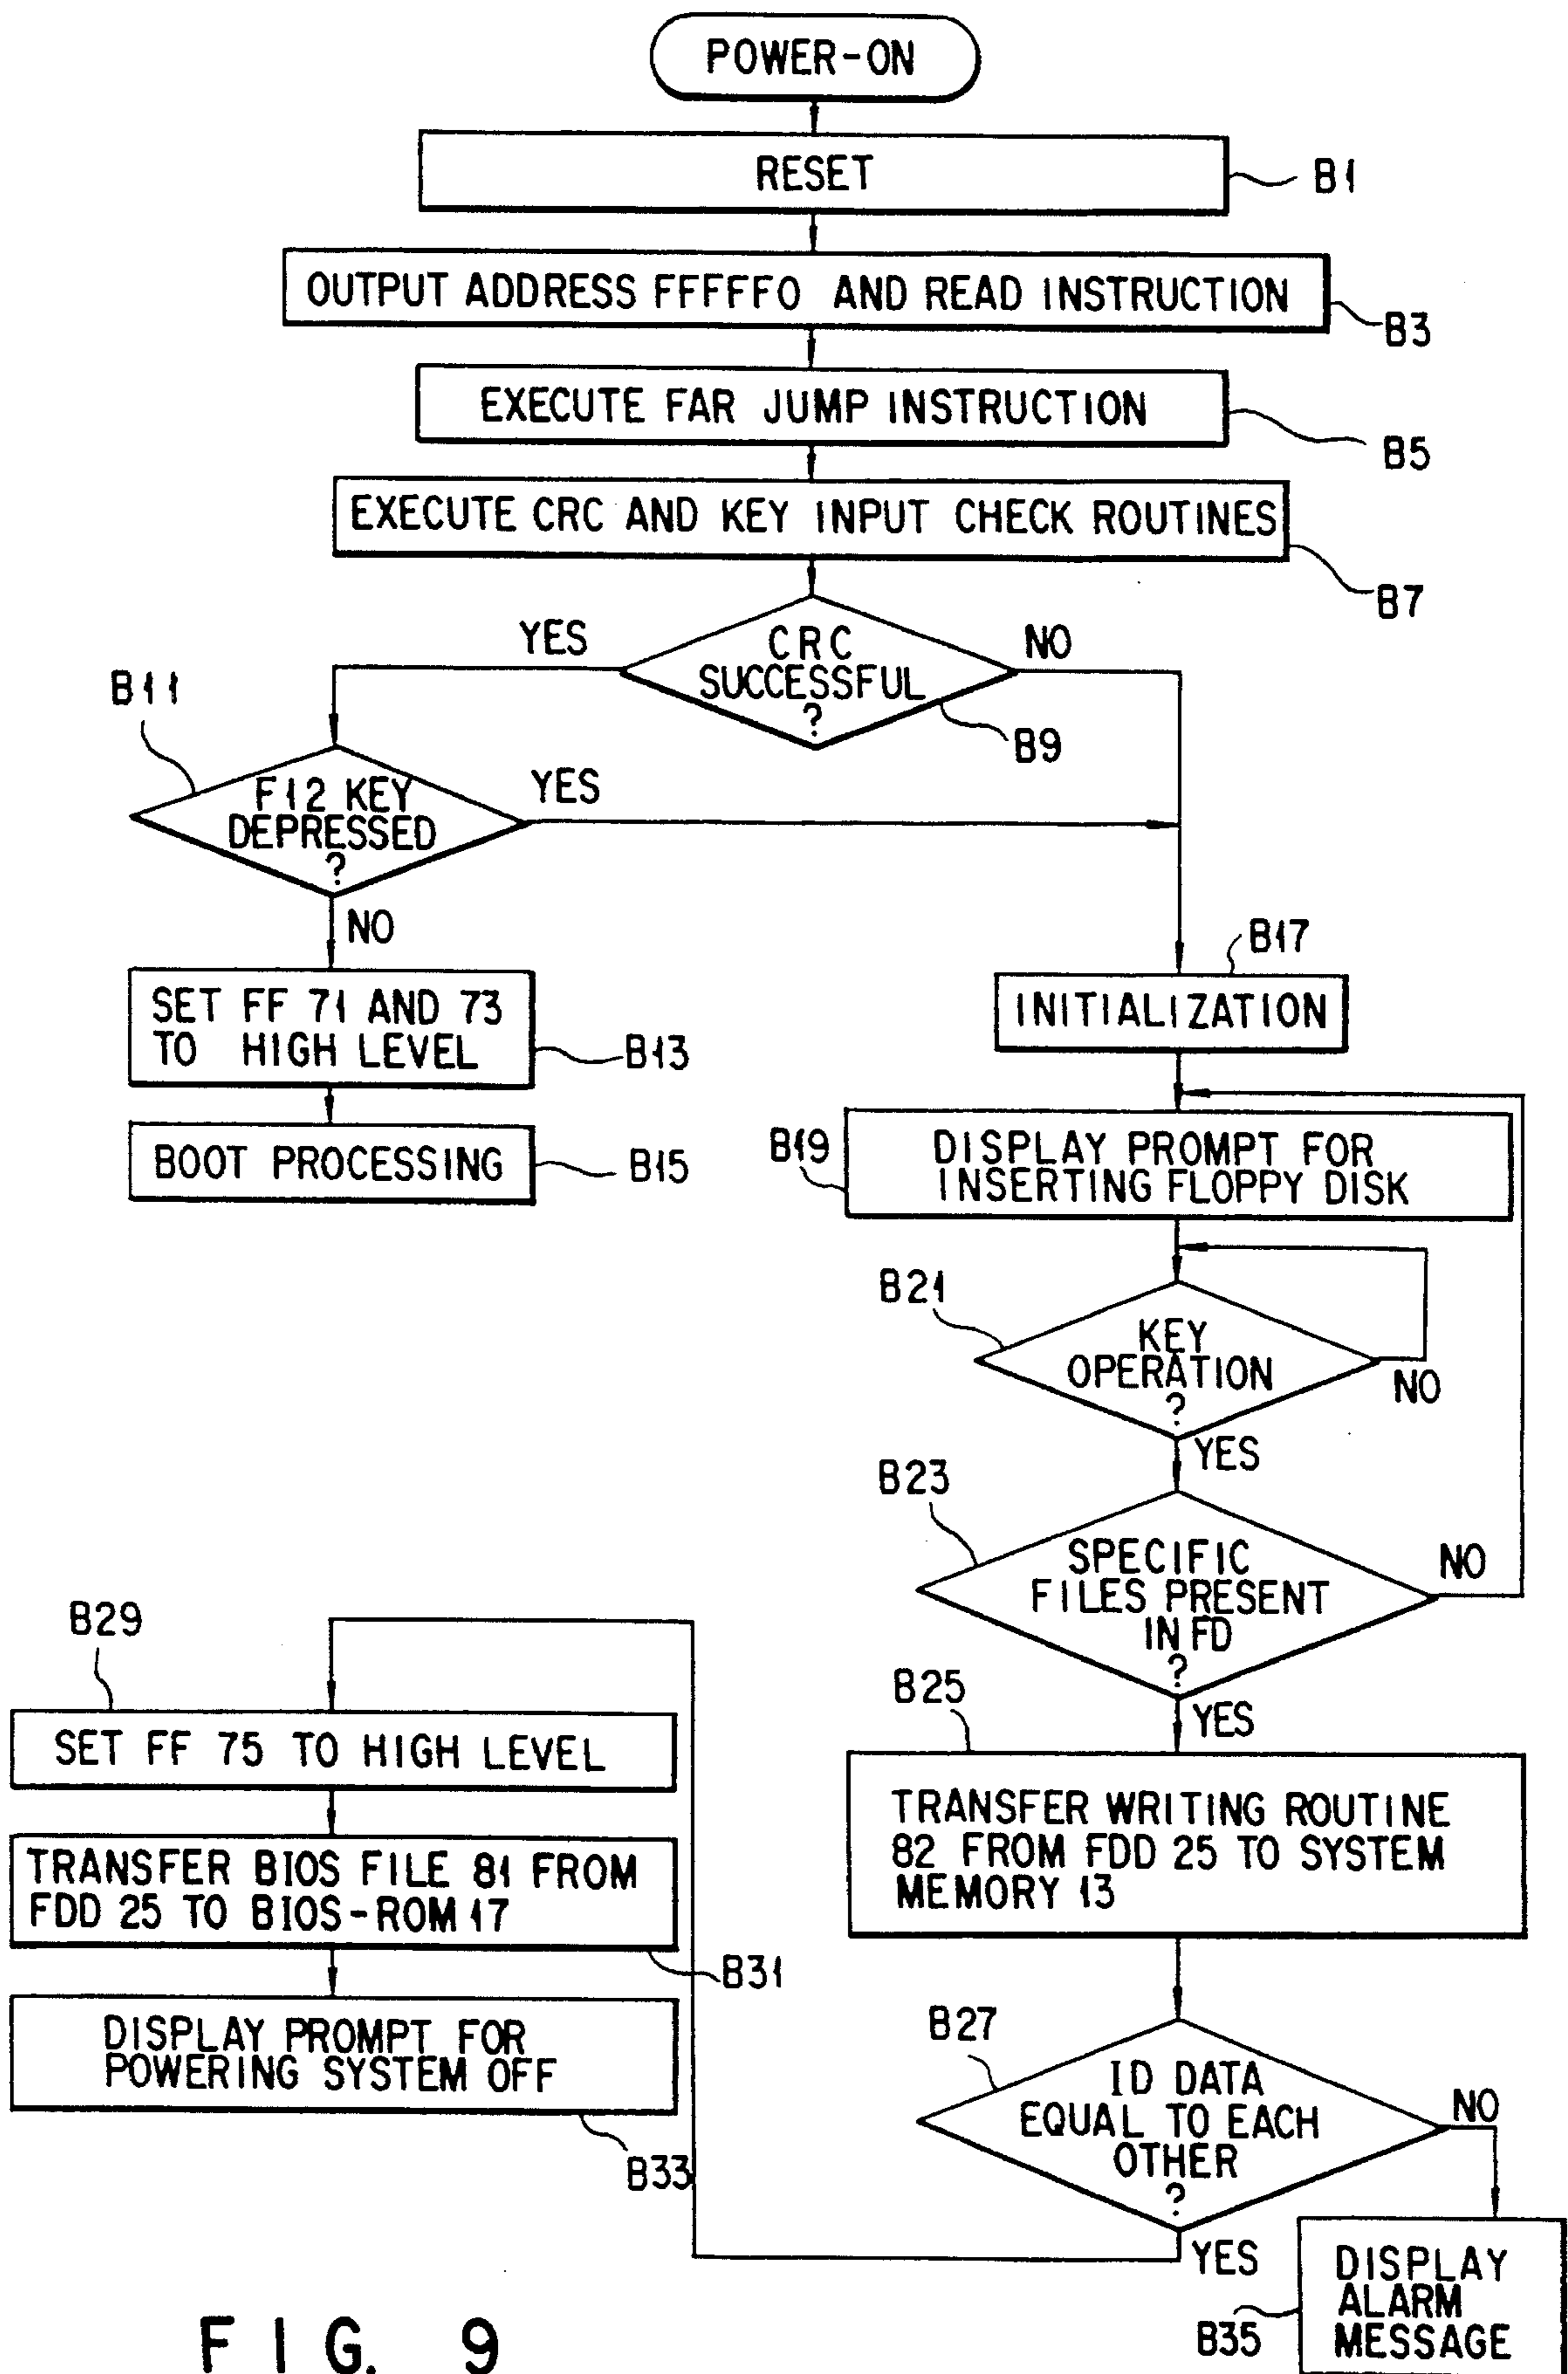 POWER-ON
RESET
B1
OUTPUT ADDRESS FFFFF0 AND READ INSTRUCTION
B3
EXECUTE FAR JUMP INSTRUCTION
B5
EXECUTE CRC AND KEY INPUT CHECK ROUTINES
B7
YES
CRC
SUCCESSFUL
?
NO
B9
B11
F12 KEY
DEPRESSED
?
YES
NO
SET FF 71 AND 73
TO HIGH LEVEL
B13
BOOT PROCESSING
B15
B17
INITIALIZATION
B19
DISPLAY PROMPT FOR
INSERTING FLOPPY DISK
B21
KEY
OPERATION
?
NO
YES
B23
SPECIFIC
FILES PRESENT
IN FD
?
NO
YES
B25
TRANSFER WRITING ROUTINE
82 FROM FDD 25 TO SYSTEM
MEMORY 13
B27
ID DATA
EQUAL TO EACH
OTHER
?
NO
YES
B29
SET FF 75 TO HIGH LEVEL
TRANSFER BIOS FILE 81 FROM
FDD 25 TO BIOS-ROM 17
B31
DISPLAY PROMPT FOR
POWERING SYSTEM OFF
B33
DISPLAY
ALARM
MESSAGE
B35
FIG. 9